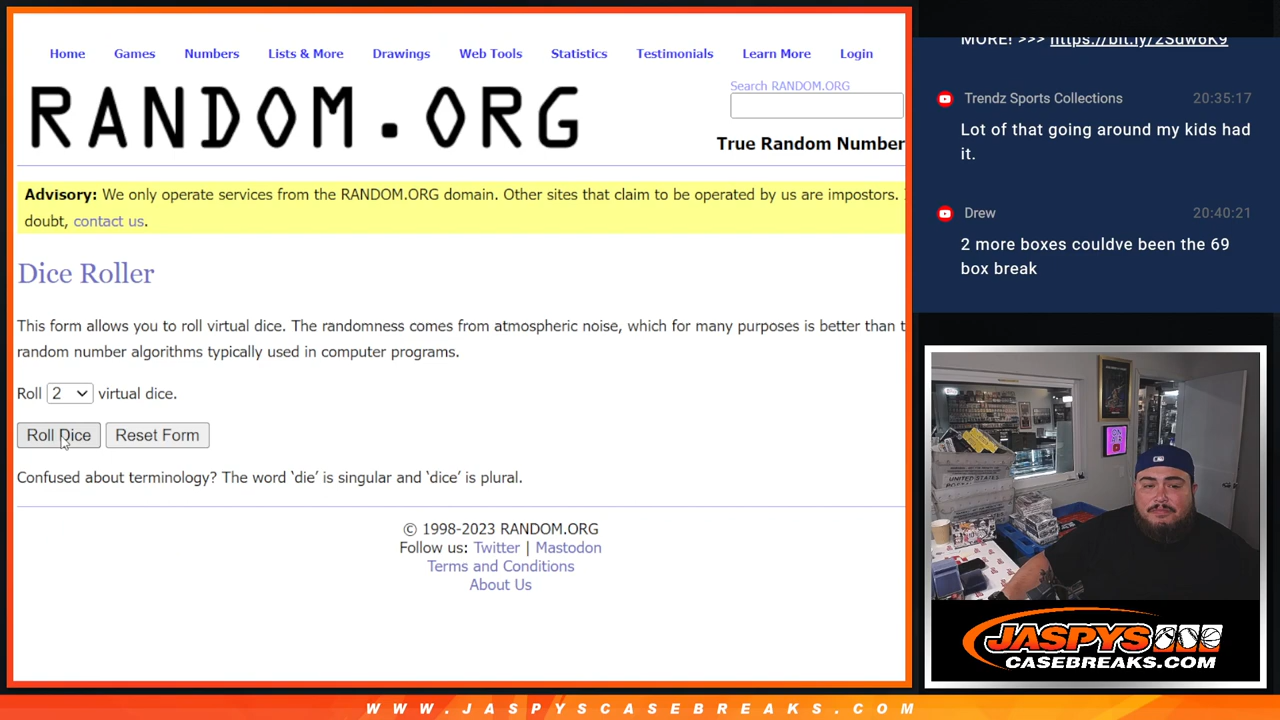 Home Games Numbers Lists & More Drawings Web Tools Statistics Testimonials Learn More Login
RANDOM.ORG
Search RANDOM.ORG
True Random Number
Advisory: We only operate services from the RANDOM.ORG domain. Other sites that claim to be operated by us are impostors.
doubt, contact us.
Dice Roller
This form allows you to roll virtual dice. The randomness comes from atmospheric noise, which for many purposes is better than t
random number algorithms typically used in computer programs.
Roll 2 virtual dice.
Roll Dice Reset Form
Confused about terminology? The word ‘die’ is singular and ‘dice’ is plural.
© 1998-2023 RANDOM.ORG
Follow us: Twitter | Mastodon
Terms and Conditions
About Us
MORE! >>> https://bit.ly/2Sdw6K9
Trendz Sports Collections 20:35:17
Lot of that going around my kids had
it.
Drew 20:40:21
2 more boxes couldve been the 69
box break
JASPYS
CASEBREAKS.COM
WWW.JASPYSCASEBREAKS.COM